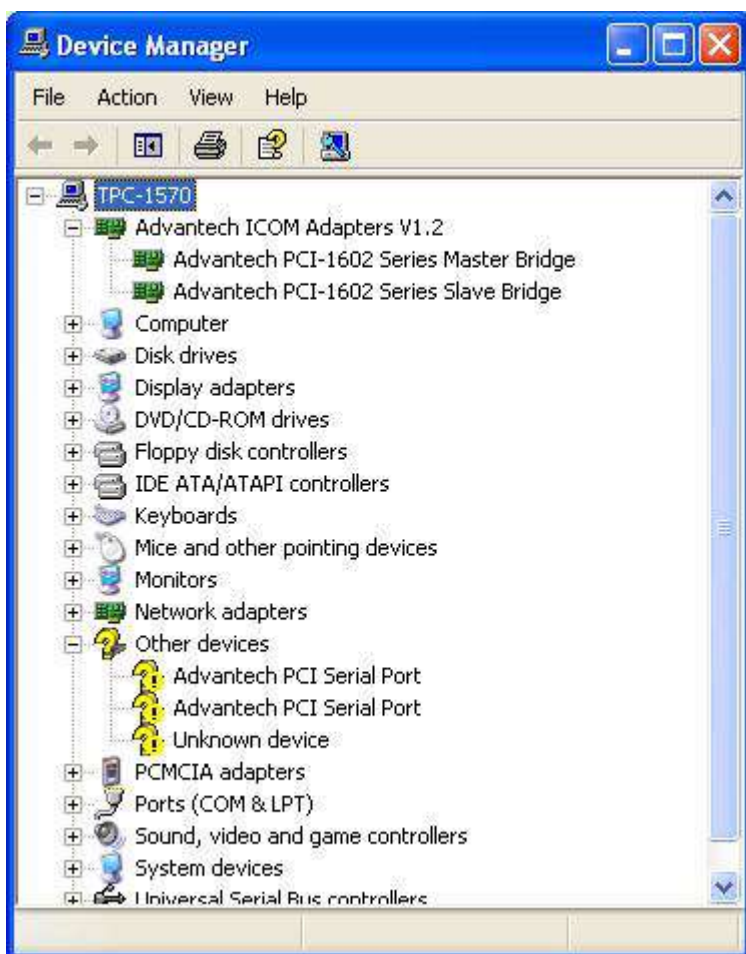 Device Manager
File Action View Help
TPC-1570
Advantech ICOM Adapters V1.2
Advantech PCI-1602 Series Master Bridge
Advantech PCI-1602 Series Slave Bridge
Computer
Disk drives
Display adapters
DVD/CD-ROM drives
Floppy disk controllers
IDE ATA/ATAPI controllers
Keyboards
Mice and other pointing devices
Monitors
Network adapters
Other devices
Advantech PCI Serial Port
Advantech PCI Serial Port
Unknown device
PCMCIA adapters
Ports (COM & LPT)
Sound, video and game controllers
System devices
Universal Serial Bus controllers